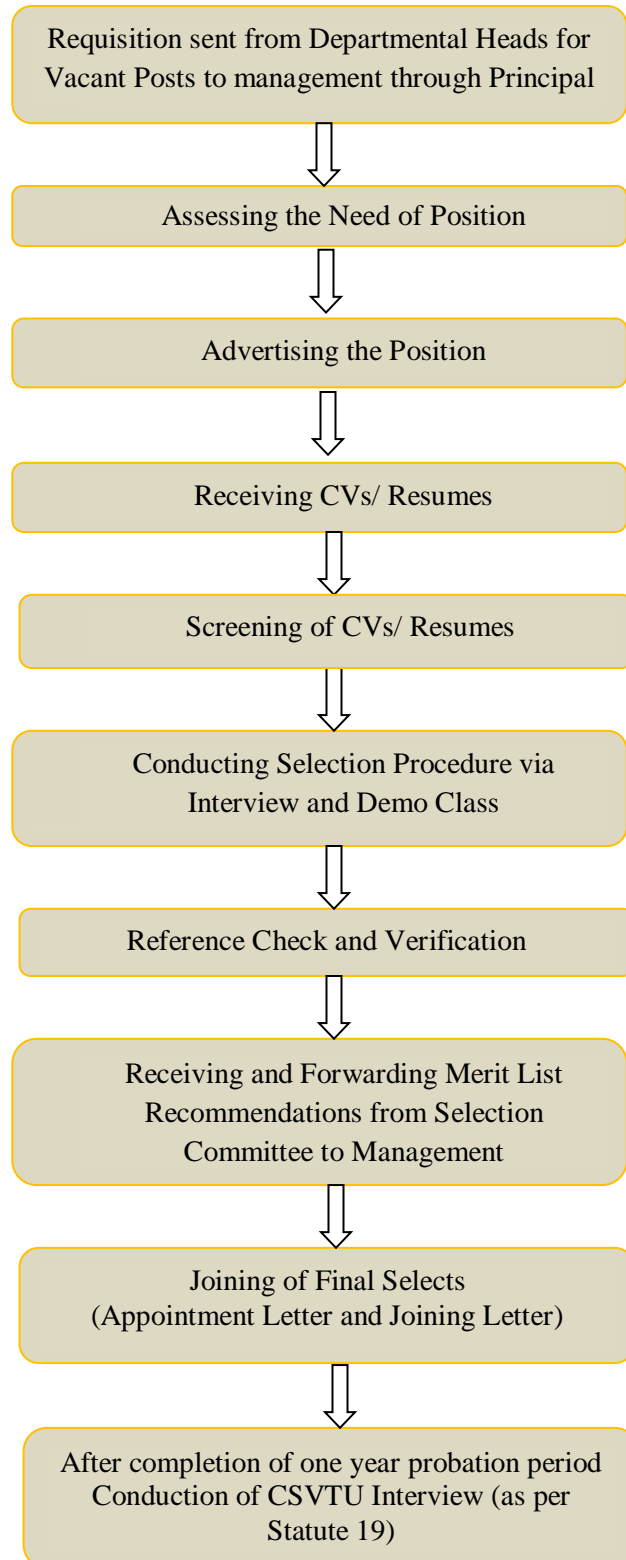 Requisition sent from Departmental Heads for
Vacant Posts to management through Principal
Assessing the Need of Position
Advertising the Position
Receiving CVs/ Resumes
Screening of CVs/ Resumes
Conducting Selection Procedure via
Interview and Demo Class
Reference Check and Verification
Receiving and Forwarding Merit List
Recommendations from Selection
Committee to Management
Joining of Final Selects
(Appointment Letter and Joining Letter)
After completion of one year probation period
Conduction of CSVTU Interview (as per
Statute 19)